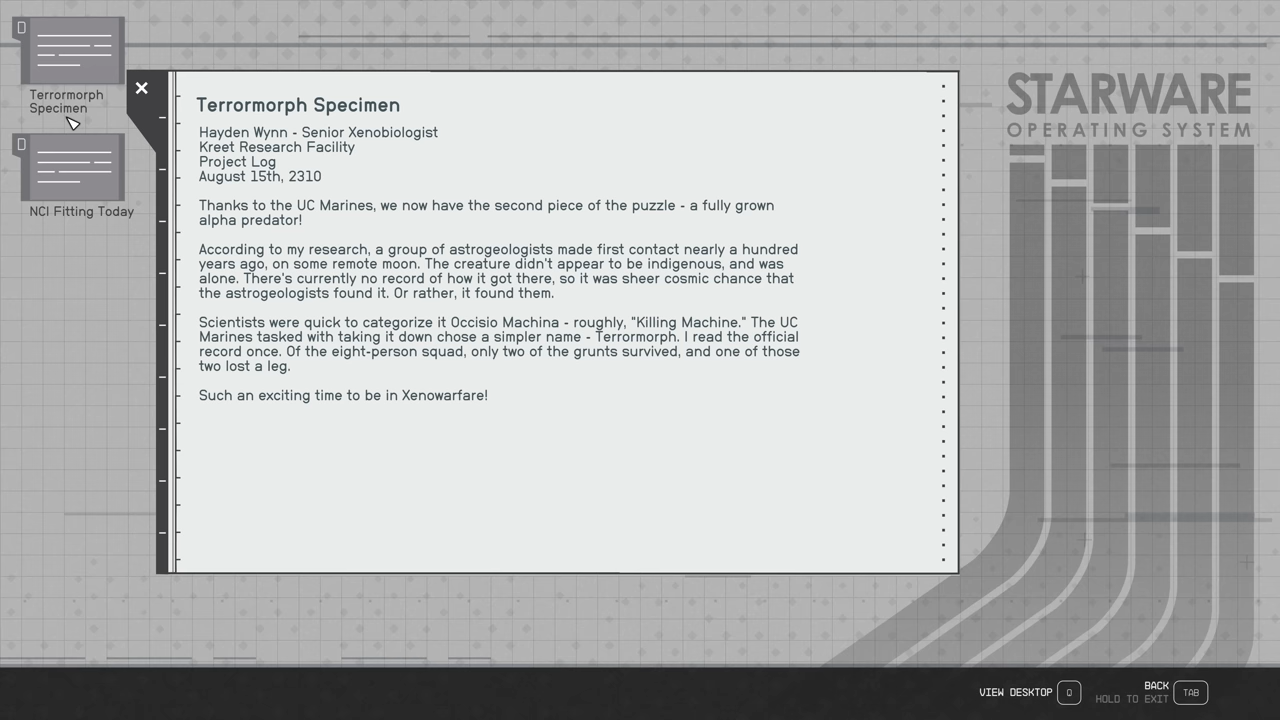 Terrormorph
Specimen
NCI Fitting Today
Terrormorph Specimen
Hayden Wynn - Senior Xenobiologist
Kreet Research Facility
Project Log
August 15th, 2310
Thanks to the UC Marines, we now have the second piece of the puzzle - a fully grown
alpha predator!
According to my research, a group of astrogeologists made first contact nearly a hundred
years ago, on some remote moon. The creature didn't appear to be indigenous, and was
alone. There's currently no record of how it got there, so it was sheer cosmic chance that
the astrogeologists found it. Or rather, it found them.
Scientists were quick to categorize it Occisio Machina - roughly, "Killing Machine." The UC
Marines tasked with taking it down chose a simpler name - Terrormorph. I read the official
record once. Of the eight-person squad, only two of the grunts survived, and one of those
two lost a leg.
Such an exciting time to be in Xenowarfare!
STARWARE
OPERATING SYSTEM
VIEW DESKTOP Q
BACK
HOLD TO EXIT TAB